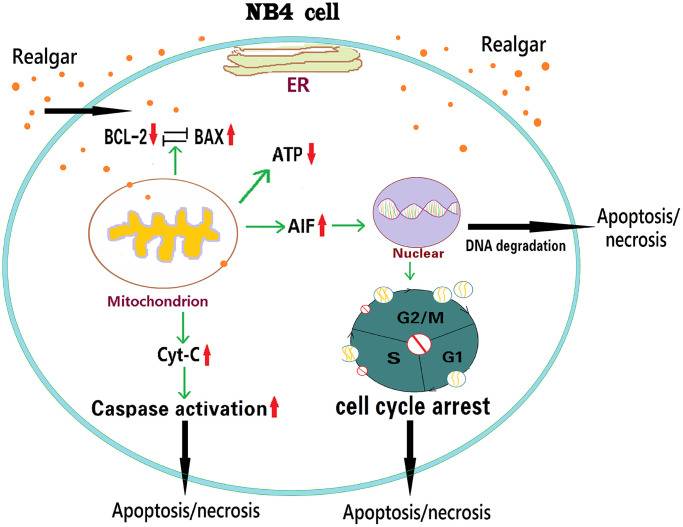 NB4 cell
Realgar
Realgar
ER
BCL-2 BAX
ATP
AIF
Nuclear
DNA degradation
Apoptosis/
necrosis
Mitochondrion
G2/M
S
G1
Cyt-C
Caspase activation
cell cycle arrest
Apoptosis/necrosis
Apoptosis/necrosis